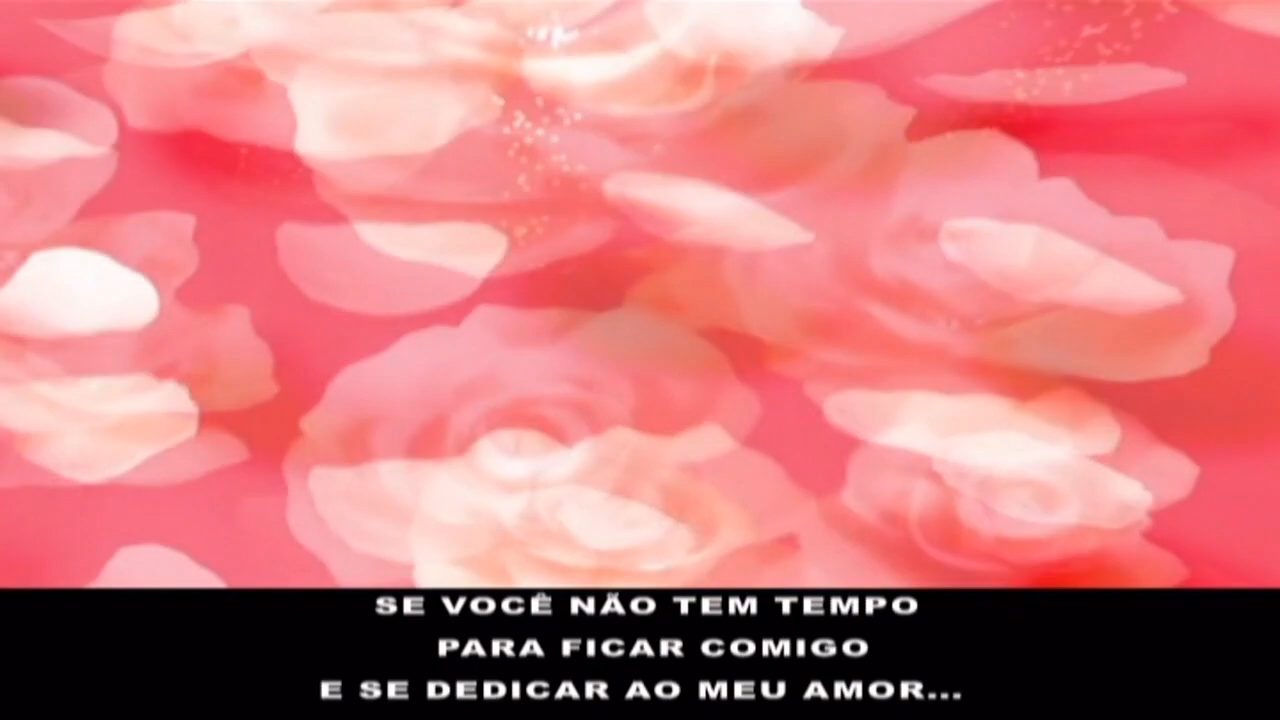 SE VOCÊ NÃO TEM TEMPO
PARA FICAR COMIGO
E SE DEDICAR AO MEU AMOR...